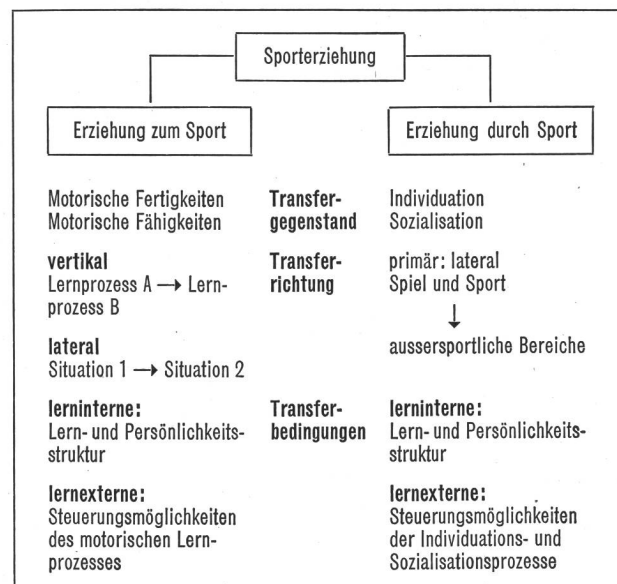 Sporterziehung
Erziehung zum Sport
Erziehung durch Sport
Motorische Fertigkeiten
Motorische Fähigkeiten
Transfer-
gegenstand
Individuation
Sozialisation
vertikal
Lernprozess A → Lern-
prozess B
Transfer-
richtung
primär: lateral
Spiel und Sport
↓
lateral
Situation 1 → Situation 2
aussersportliche Bereiche
lerninterne:
Lern- und Persönlichkeits-
struktur
Transfer-
bedingungen
lerninterne:
Lern- und Persönlichkeits-
struktur
lernexterne:
Steuerungsmöglichkeiten
des motorischen Lern-
prozesses
lernexterne:
Steuerungsmöglichkeiten
der Individuations- und
Sozialisationsprozesse